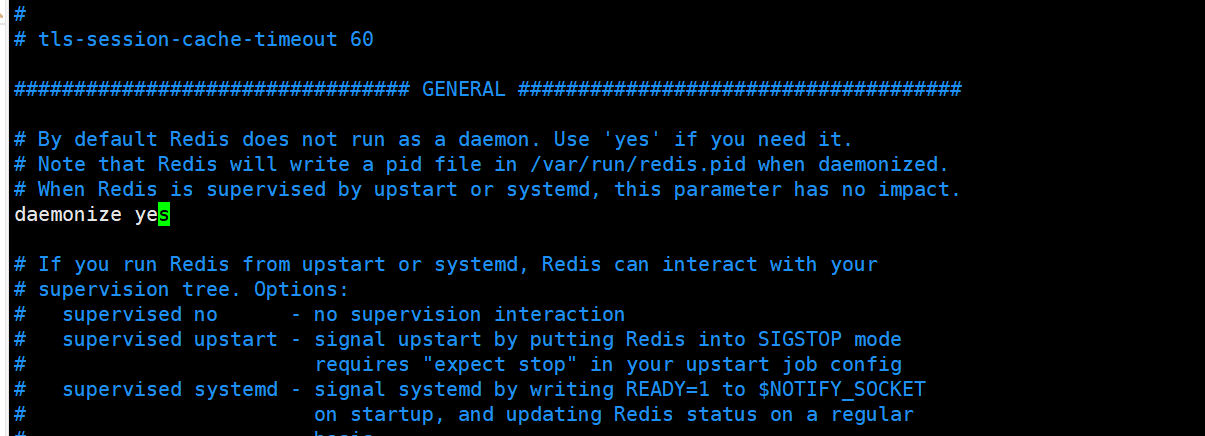 #
# tls-session-cache-timeout 60
################################# GENERAL #####################################
# By default Redis does not run as a daemon. Use 'yes' if you need it.
# Note that Redis will write a pid file in /var/run/redis.pid when daemonized.
# When Redis is supervised by upstart or systemd, this parameter has no impact.
daemonize yes
# If you run Redis from upstart or systemd, Redis can interact with your
# supervision tree. Options:
#   supervised no      - no supervision interaction
#   supervised upstart - signal upstart by putting Redis into SIGSTOP mode
#                        requires "expect stop" in your upstart job config
#   supervised systemd - signal systemd by writing READY=1 to $NOTIFY_SOCKET
#                        on startup, and updating Redis status on a regular